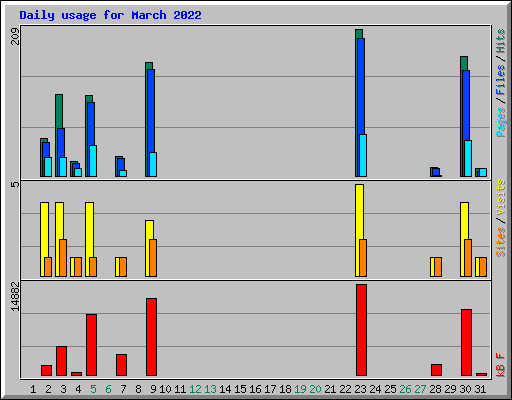 Daily usage for March 2022
209
Pages / Files / Hits
5
Sites / Visits
14882
kB F
1 2 3 4 5 6 7 8 9 10 11 12 13 14 15 16 17 18 19 20 21 22 23 24 25 26 27 28 29 30 31